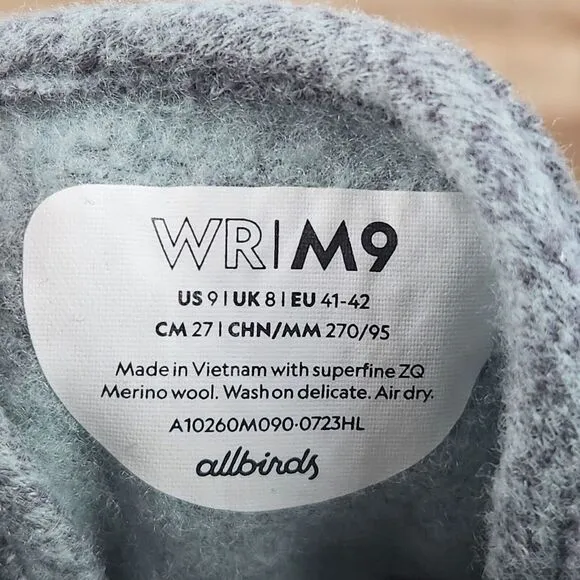 WR|M9
US 9 | UK 8 | EU 41-42
CM 27 | CHN/MM 270/95
Made in Vietnam with superfine ZQ
Merino wool. Wash on delicate. Air dry.
A10260M090·0723HL
allbirds